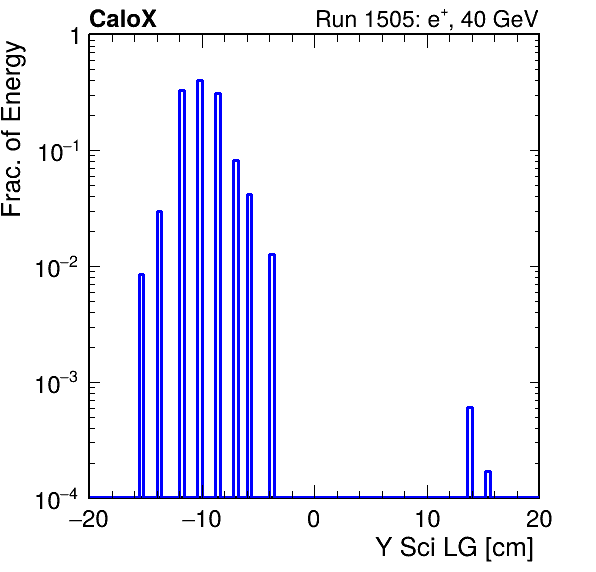 CaloX Run 1505: e⁺, 40 GeV
Frac. of Energy
1
10⁻¹
10⁻²
10⁻³
10⁻⁴
−20 −10 0 10 20
Y Sci LG [cm]